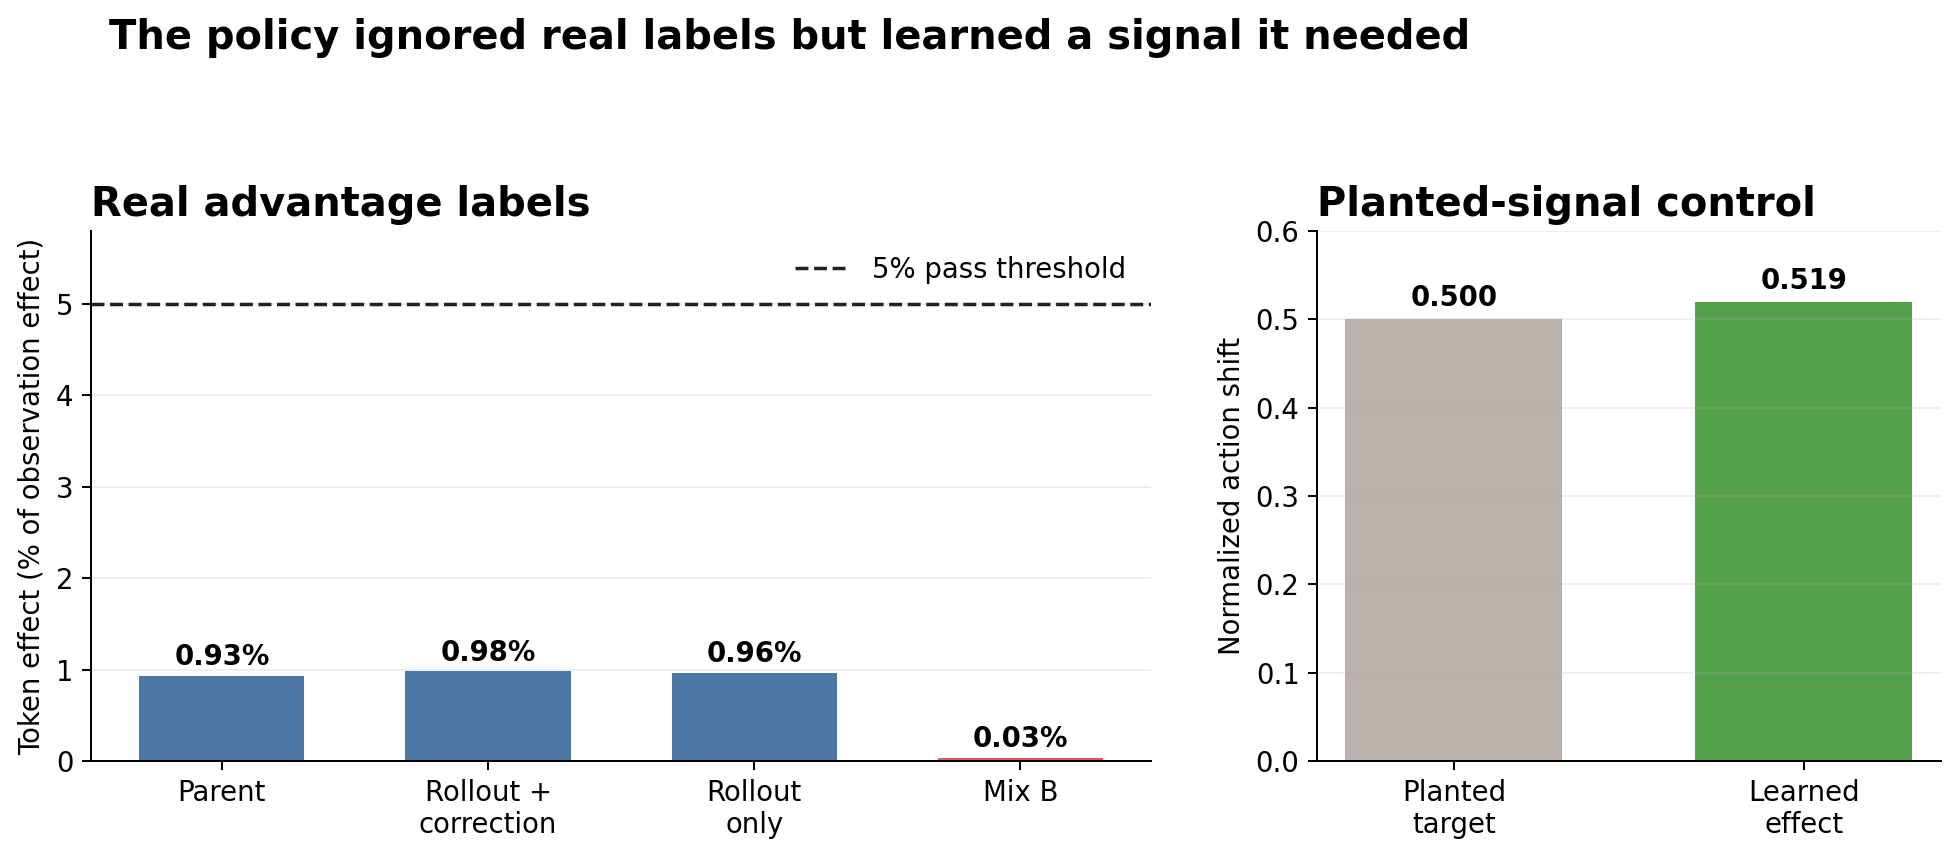 The policy ignored real labels but learned a signal it needed
Real advantage labels
Token effect (% of observation effect)
5% pass threshold
5
4
3
2
1
0
0.93%
0.98%
0.96%
0.03%
Parent
Rollout +
correction
Rollout
only
Mix B
Planted-signal control
Normalized action shift
0.6
0.5
0.4
0.3
0.2
0.1
0.0
0.500
0.519
Planted
target
Learned
effect